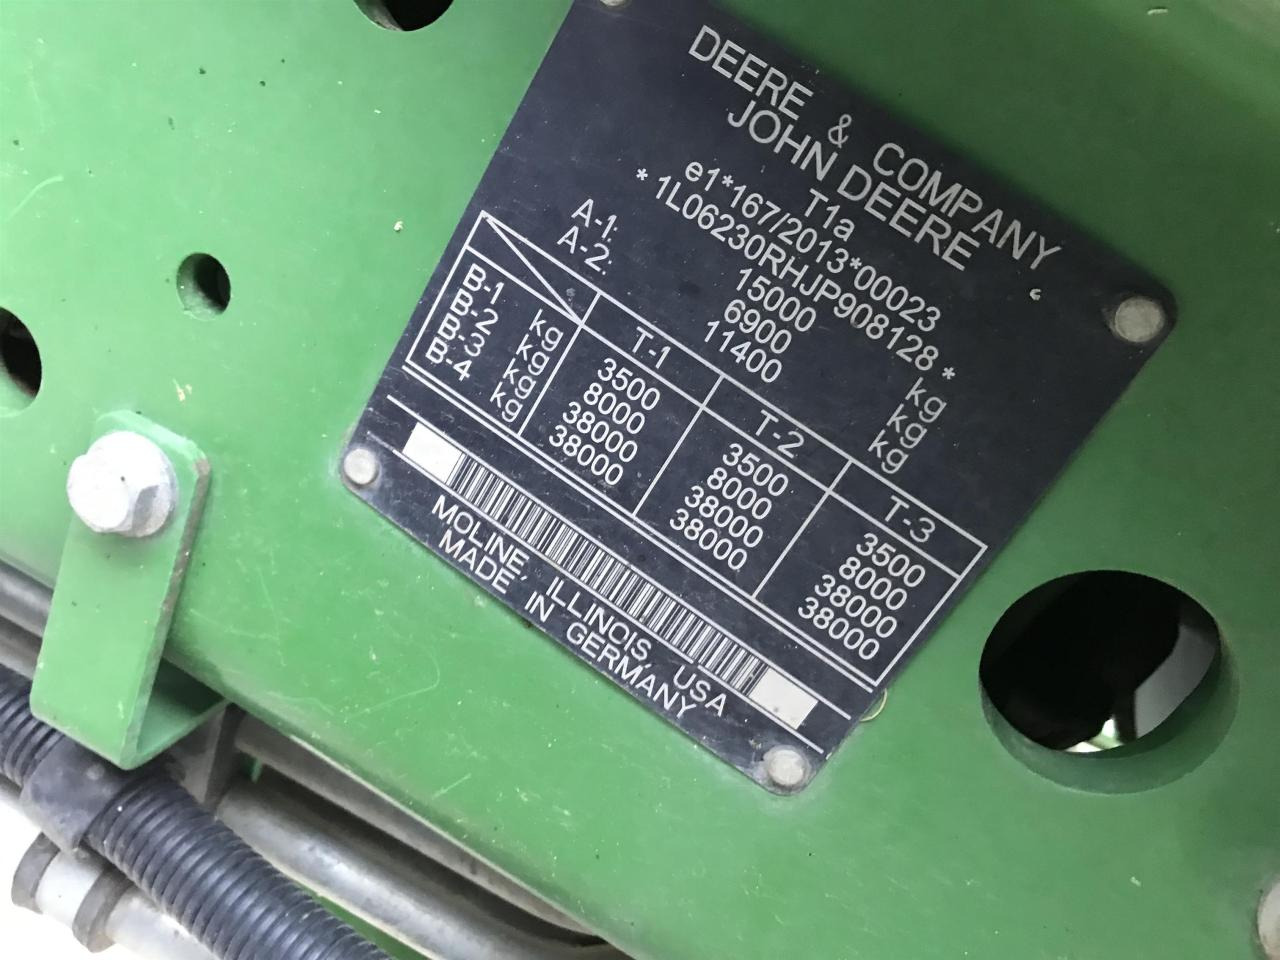 DEERE & COMPANY
JOHN DEERE
T1a
e1*167/2013*00023
* 1L06230RHJP908128 *
15000 kg
A-1: 6900 kg
A-2: 11400 kg
T-1 T-2 T-3
B-1 kg 3500 3500 3500
B-2 kg 8000 8000 8000
B-3 kg 38000 38000 38000
B-4 kg 38000 38000 38000
MOLINE, ILLINOIS, USA
MADE IN GERMANY